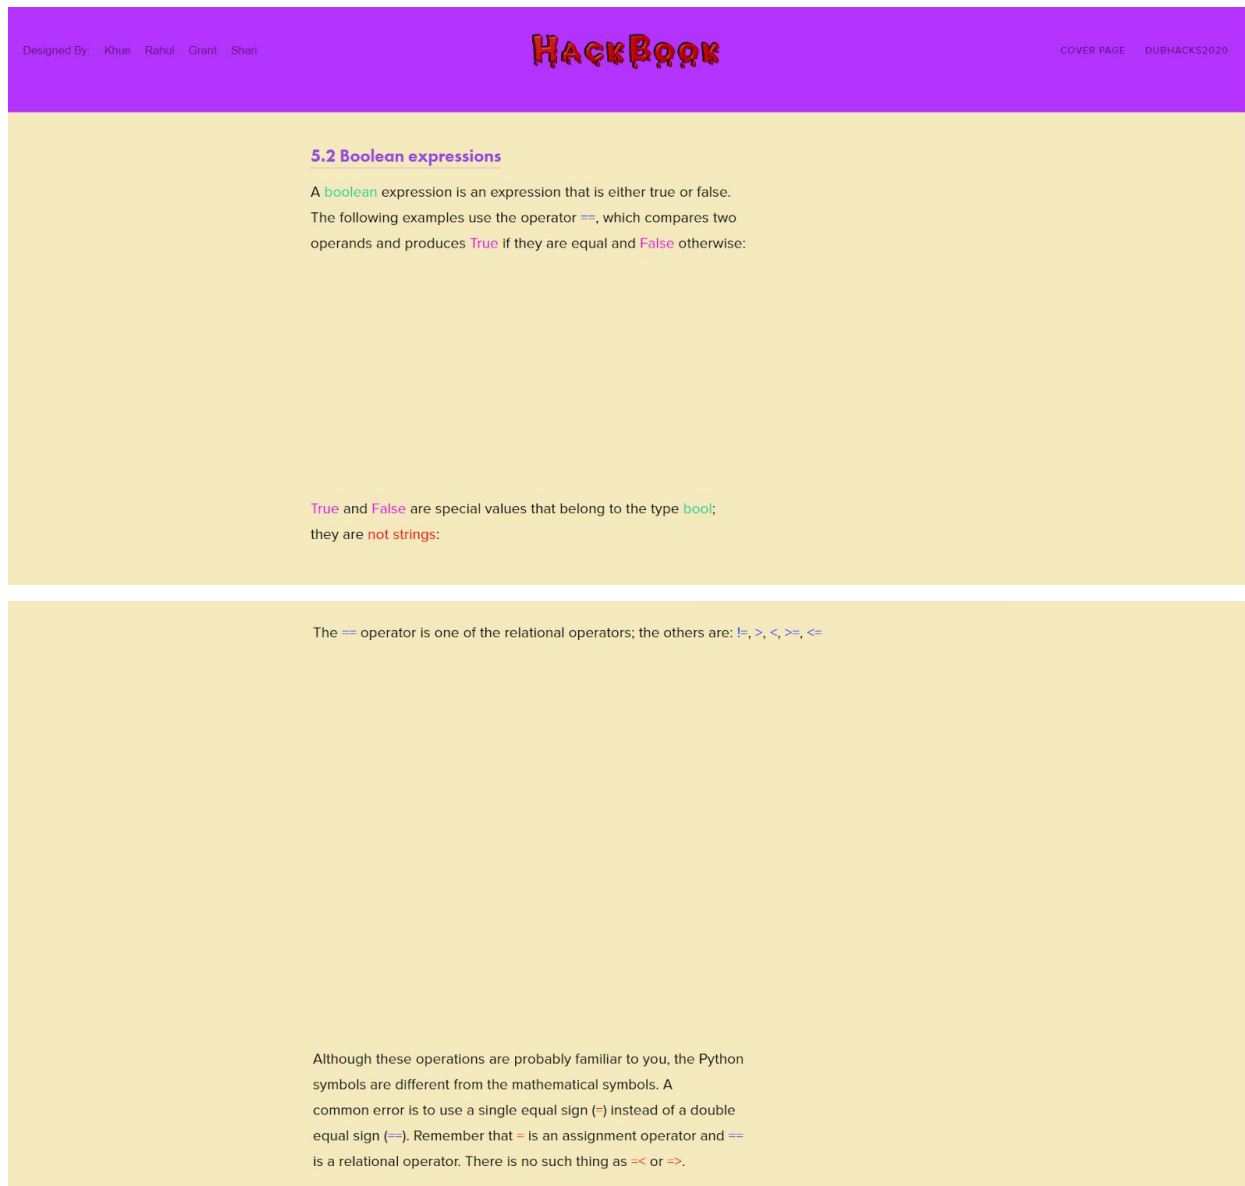 Designed By: Khue Rahul Grant Shari
HackBook
COVER PAGE DUBHACKS2020
5.2 Boolean expressions
A boolean expression is an expression that is either true or false.
The following examples use the operator ==, which compares two
operands and produces True if they are equal and False otherwise:
True and False are special values that belong to the type bool;
they are not strings:
The == operator is one of the relational operators; the others are: !=, >, <, >=, <=
Although these operations are probably familiar to you, the Python
symbols are different from the mathematical symbols. A
common error is to use a single equal sign (=) instead of a double
equal sign (==). Remember that = is an assignment operator and ==
is a relational operator. There is no such thing as =< or =>.